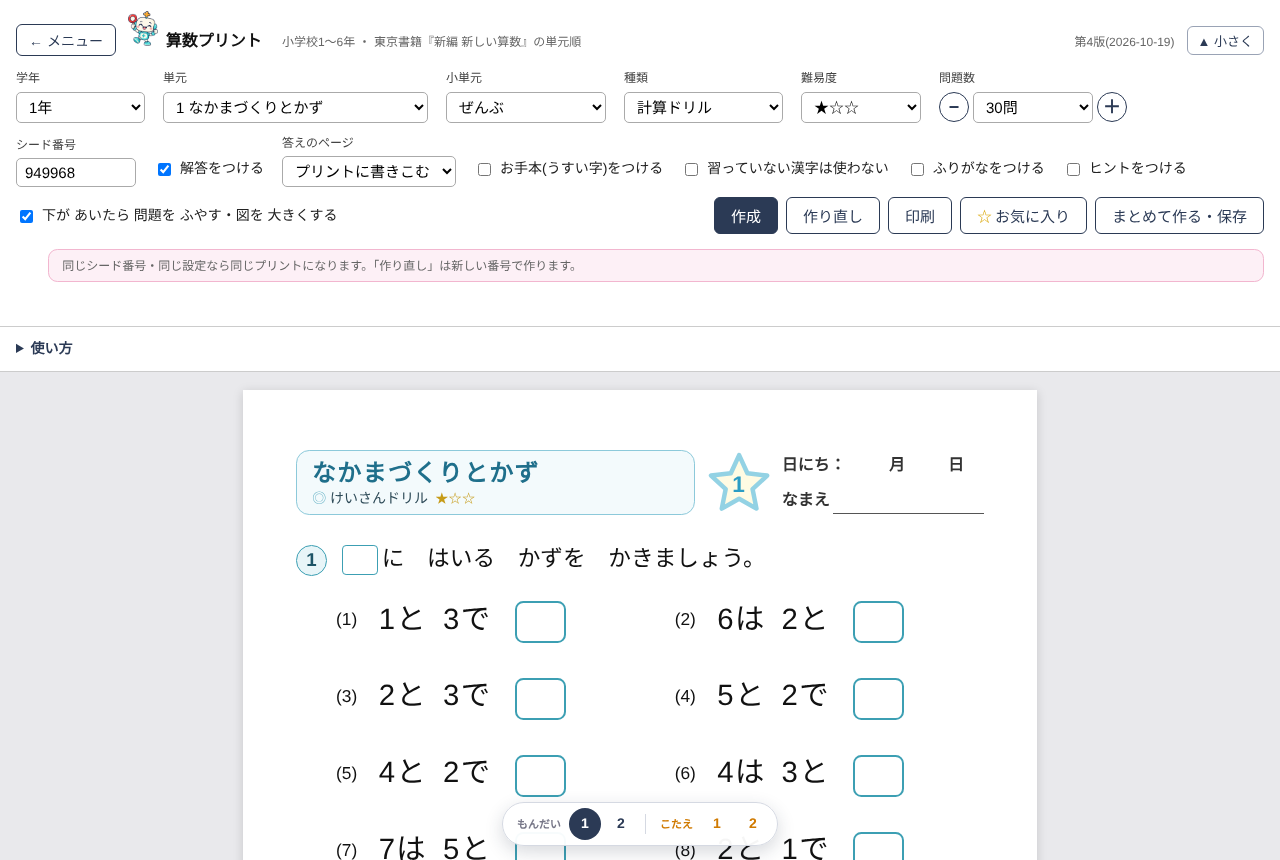 ← メニュー
算数プリント
小学校1〜6年 ・ 東京書籍『新編 新しい算数』の単元順
第4版(2026-10-19)
▲ 小さく
学年
単元
小単元
種類
難易度
問題数
1年
1 なかまづくりとかず
ぜんぶ
計算ドリル
★☆☆
−
30問
＋
シード番号
949968
解答をつける
答えのページ
プリントに書きこむ
お手本(うすい字)をつける
習っていない漢字は使わない
ふりがなをつける
ヒントをつける
下が あいたら 問題を ふやす・図を 大きくする
作成
作り直し
印刷
☆ お気に入り
まとめて作る・保存
同じシード番号・同じ設定なら同じプリントになります。「作り直し」は新しい番号で作ります。
▶ 使い方
なかまづくりとかず
◎ けいさんドリル ★☆☆
1
日にち： 月 日
なまえ
1 に はいる かずを かきましょう。
(1) 1と 3で
(2) 6は 2と
(3) 2と 3で
(4) 5と 2で
(5) 4と 2で
(6) 4は 3と
(7) 7は 5と
(8) 2と 1で
もんだい 1 2 こたえ 1 2